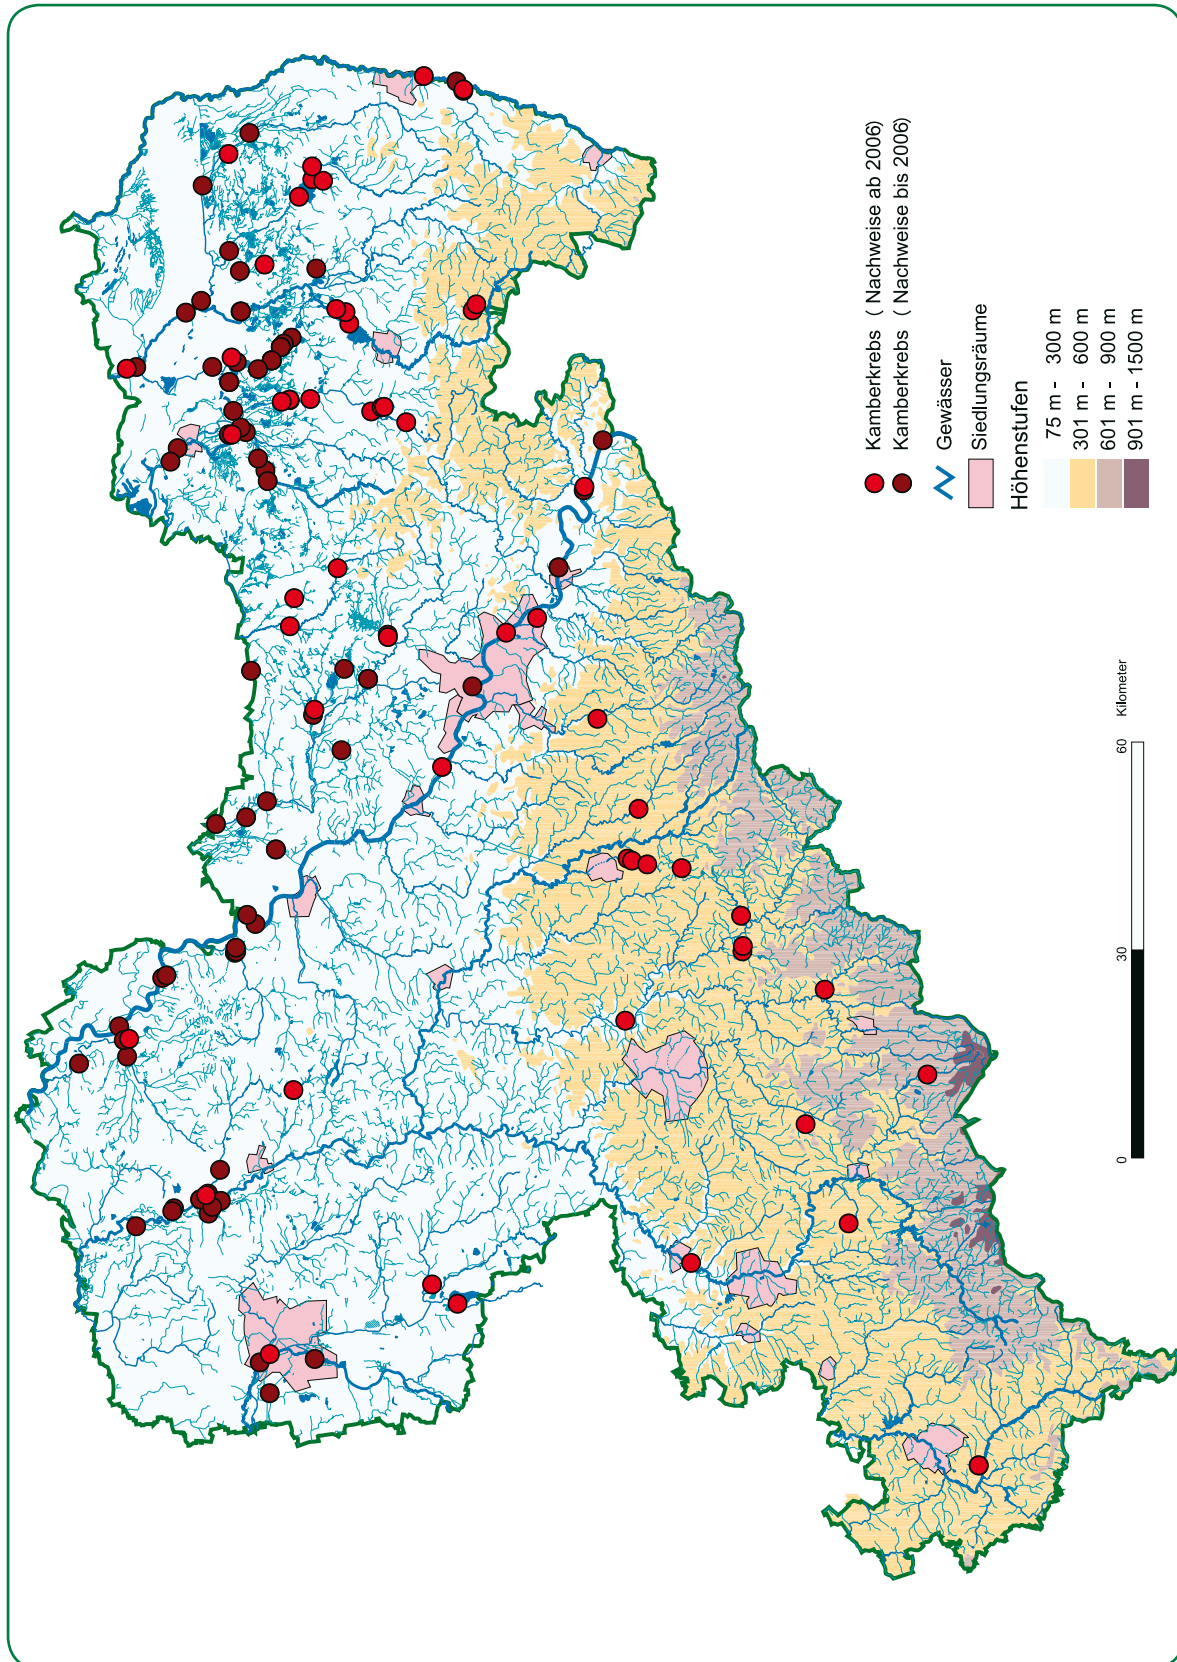 Kamberkrebs ( Nachweise ab 2006)
Kamberkrebs ( Nachweise bis 2006)
Gewässer
Siedlungsräume
Höhenstufen
75 m - 300 m
301 m - 600 m
601 m - 900 m
901 m - 1500 m
0 30 60 Kilometer